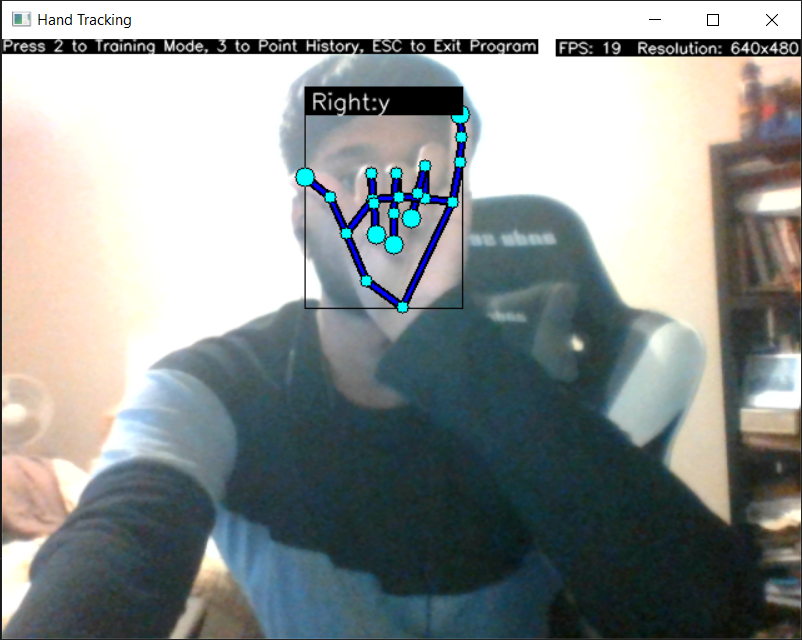 Hand Tracking
Press 2 to Training Mode, 3 to Point History, ESC to Exit Program
FPS: 19 Resolution: 640x480
Right:y